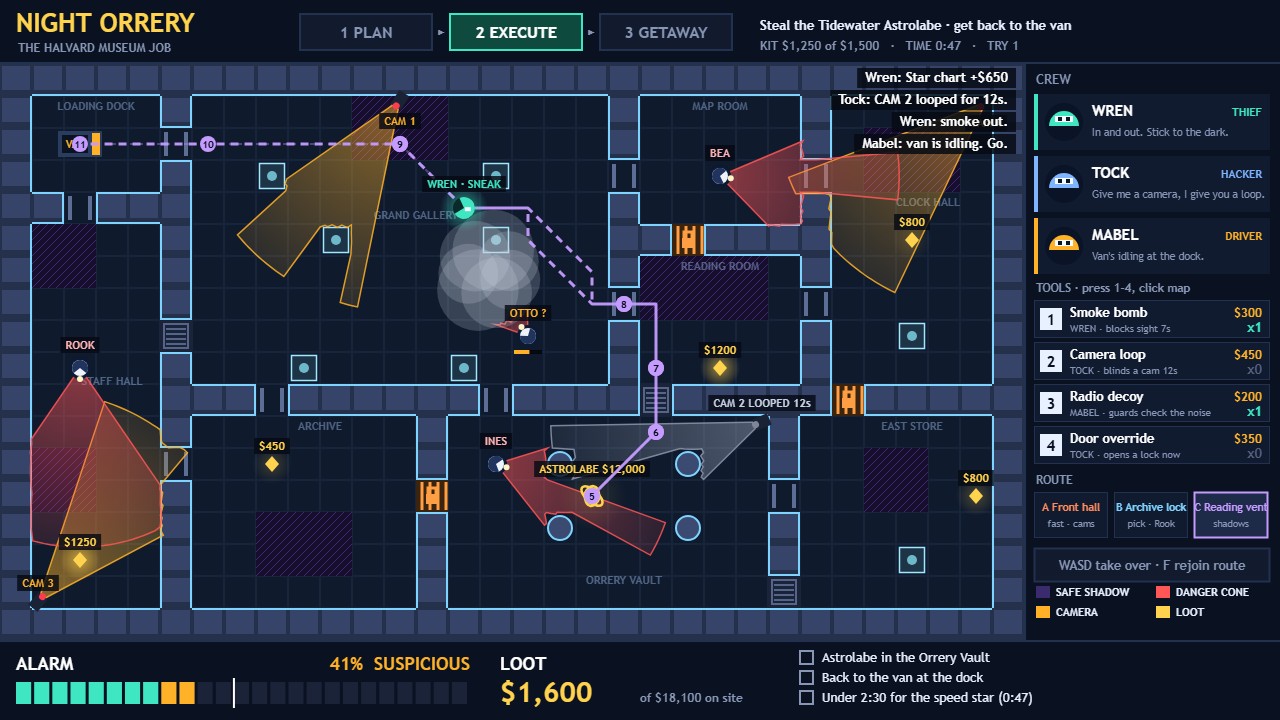 NIGHT ORRERY
THE HALVARD MUSEUM JOB
1 PLAN
▸
2 EXECUTE
▸
3 GETAWAY
Steal the Tidewater Astrolabe · get back to the van
KIT $1,250 of $1,500 · TIME 0:47 · TRY 1
Wren: Star chart +$650
Tock: CAM 2 looped for 12s.
Wren: smoke out.
Mabel: van is idling. Go.
LOADING DOCK
11
10
CAM 1
9
MAP ROOM
BEA
WREN · SNEAK
GRAND GALLERY
CLOCK HALL
$800
READING ROOM
8
OTTO ?
ROOK
STAFF HALL
$1200
7
CAM 2 LOOPED 12s
ARCHIVE
$450
INES
6
ASTROLABE $12,000
5
EAST STORE
$800
$1250
CAM 3
ORRERY VAULT
CREW
WREN
THIEF
In and out. Stick to the dark.
TOCK
HACKER
Give me a camera, I give you a loop.
MABEL
DRIVER
Van's idling at the dock.
TOOLS · press 1-4, click map
1
Smoke bomb
$300
WREN · blocks sight 7s
x1
2
Camera loop
$450
TOCK · blinds a cam 12s
x0
3
Radio decoy
$200
MABEL · guards check the noise
x1
4
Door override
$350
TOCK · opens a lock now
x0
ROUTE
A Front hall
fast · cams
B Archive lock
pick · Rook
C Reading vent
shadows
WASD take over · F rejoin route
SAFE SHADOW
DANGER CONE
CAMERA
LOOT
ALARM
41% SUSPICIOUS
LOOT
$1,600
of $18,100 on site
Astrolabe in the Orrery Vault
Back to the van at the dock
Under 2:30 for the speed star (0:47)